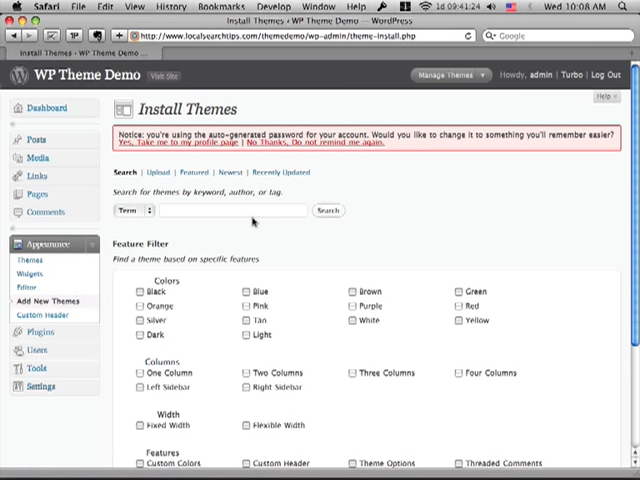 Safari File Edit View History Bookmarks Develop Window Help 1d 09:41:24 Wed 10:08 AM
Install Themes ‹ WP Theme Demo — WordPress
http://www.localsearchtips.com/themedemo/wp-admin/theme-install.php
Google
Install Themes ‹ WP Theme Demo ...
WP Theme Demo Visit Site Manage Themes Howdy, admin | Turbo | Log Out
Help
Dashboard
Posts
Media
Links
Pages
Comments
Appearance
Themes
Widgets
Editor
Add New Themes
Custom Header
Plugins
Users
Tools
Settings
Install Themes
Notice: you're using the auto-generated password for your account. Would you like to change it to something you'll remember easier?
Yes, Take me to my profile page | No Thanks, Do not remind me again.
Search | Upload | Featured | Newest | Recently Updated
Search for themes by keyword, author, or tag.
Term Search
Feature Filter
Find a theme based on specific features
Colors
Black Blue Brown Green
Orange Pink Purple Red
Silver Tan White Yellow
Dark Light
Columns
One Column Two Columns Three Columns Four Columns
Left Sidebar Right Sidebar
Width
Fixed Width Flexible Width
Features
Custom Colors Custom Header Theme Options Threaded Comments